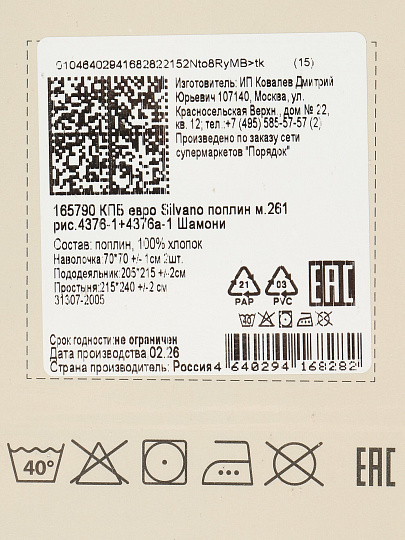 01046402941682822152Nto8RyMB>tk (15)
Изготовитель: ИП Ковалев Дмитрий
Юрьевич 107140, Москва, ул.
Красносельская Верхн., дом № 22,
кв. 12; тел.:+7 (495) 585-57-57 (2)
Произведено по заказу сети
супермаркетов "Порядок"
165790 КПБ евро Silvano поплин м.261
рис.4376-1+4376а-1 Шамони
Состав: поплин, 100% хлопок
Наволочка:70*70 +/- 1см 2шт.
Пододеяльник: 205*215 +/-2см
Простыня:215*240 +/-2 см
31307-2005
21 03
PAP PVC
EAC
Срок годности:не ограничен
Дата производства 02.26
Страна производитель: Россия
4 640294 168282
40° EAC